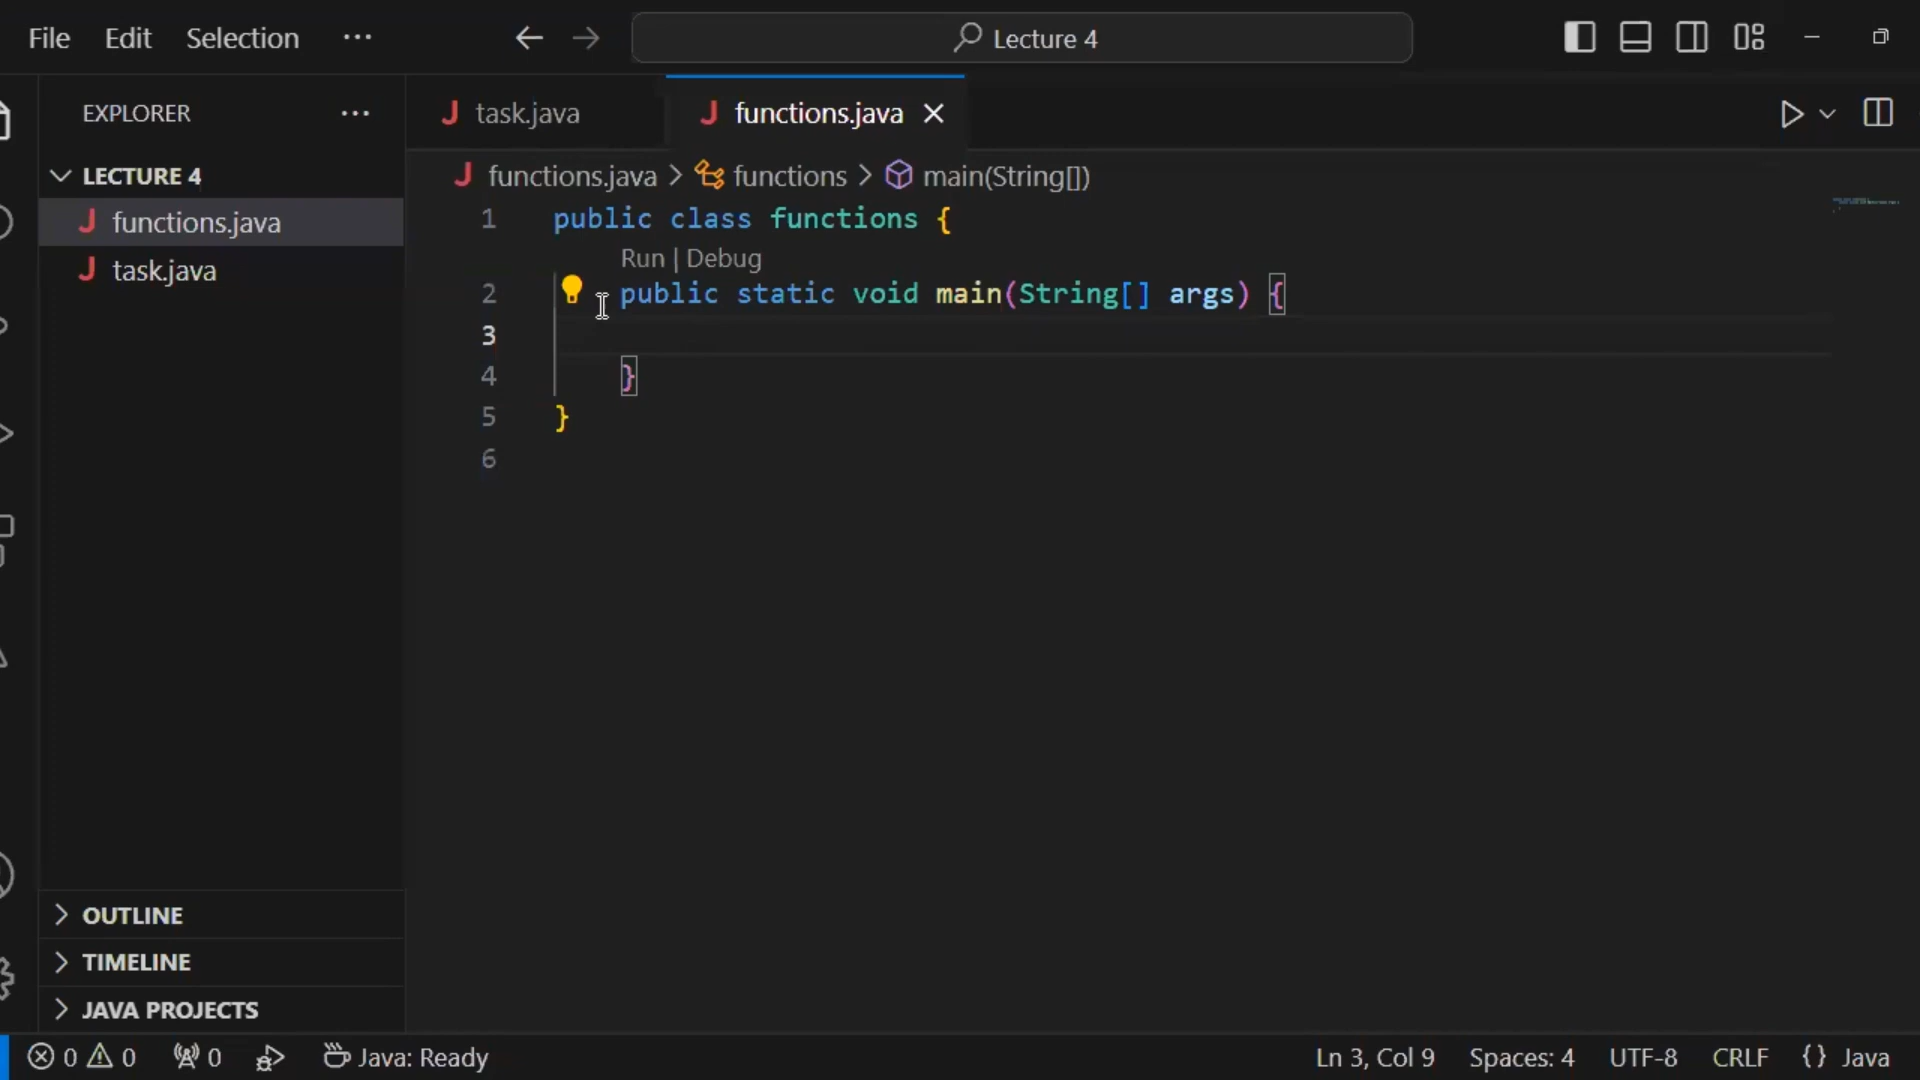 File Edit Selection ···
Lecture 4
EXPLORER ···
LECTURE 4
functions.java
task.java
OUTLINE
TIMELINE
JAVA PROJECTS
task.java
functions.java
functions.java > functions > main(String[])
1 public class functions {
Run | Debug
2 public static void main(String[] args) {
3
4 }
5 }
6
0 0 0 Java: Ready
Ln 3, Col 9 Spaces: 4 UTF-8 CRLF {} Java